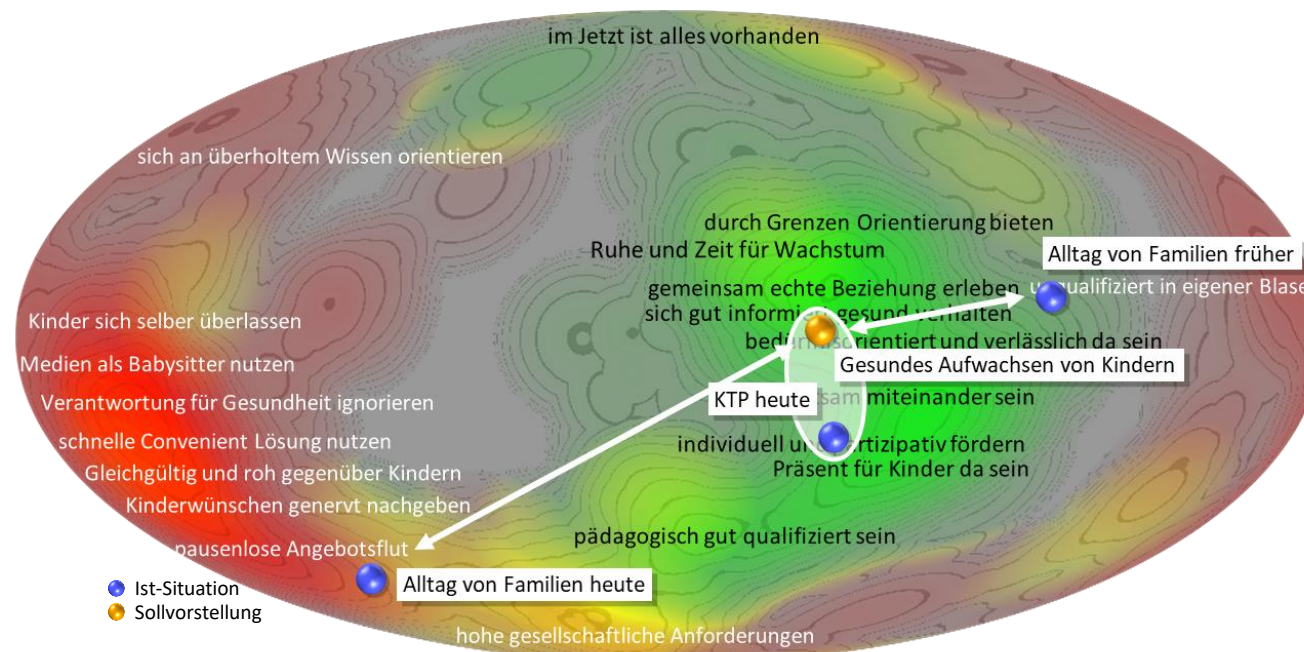 im Jetzt ist alles vorhanden
sich an überholtem Wissen orientieren
durch Grenzen Orientierung bieten
Ruhe und Zeit für Wachstum
Alltag von Familien früher
gemeinsam echte Beziehung erleben
qualifiziert in eigener Blase
sich gut informiert gesund verhalten
Kinder sich selber überlassen
und verlässlich da sein
Medien als Babysitter nutzen
Gesundes Aufwachsen von Kindern
KTP heute
miteinander sein
Verantwortung für Gesundheit ignorieren
schnelle Convenient Lösung nutzen
individuell und partizipativ fördern
Gleichgültig und roh gegenüber Kindern
Präsent für Kinder da sein
Kinderwünschen genervt nachgeben
pädagogisch gut qualifiziert sein
pausenlose Angebotsflut
Alltag von Familien heute
Ist-Situation
Sollvorstellung
hohe gesellschaftliche Anforderungen